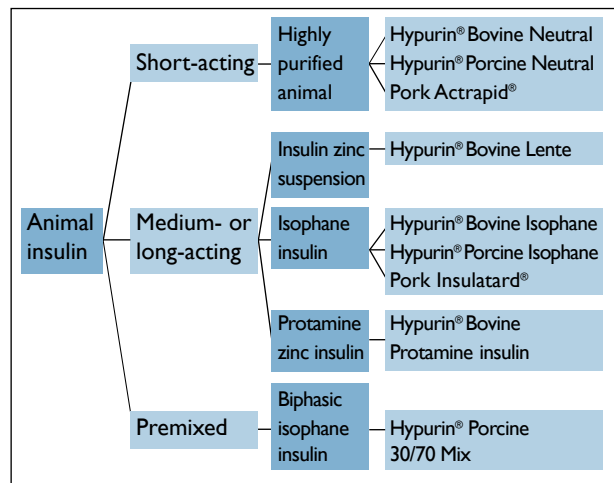 Animal
insulin
Short-acting
Highly
purified
animal
Hypurin® Bovine Neutral
Hypurin® Porcine Neutral
Pork Actrapid®
Medium- or
long-acting
Insulin zinc
suspension
Hypurin® Bovine Lente
Isophane
insulin
Hypurin® Bovine Isophane
Hypurin® Porcine Isophane
Pork Insulatard®
Protamine
zinc insulin
Hypurin® Bovine
Protamine insulin
Premixed
Biphasic
isophane
insulin
Hypurin® Porcine
30/70 Mix